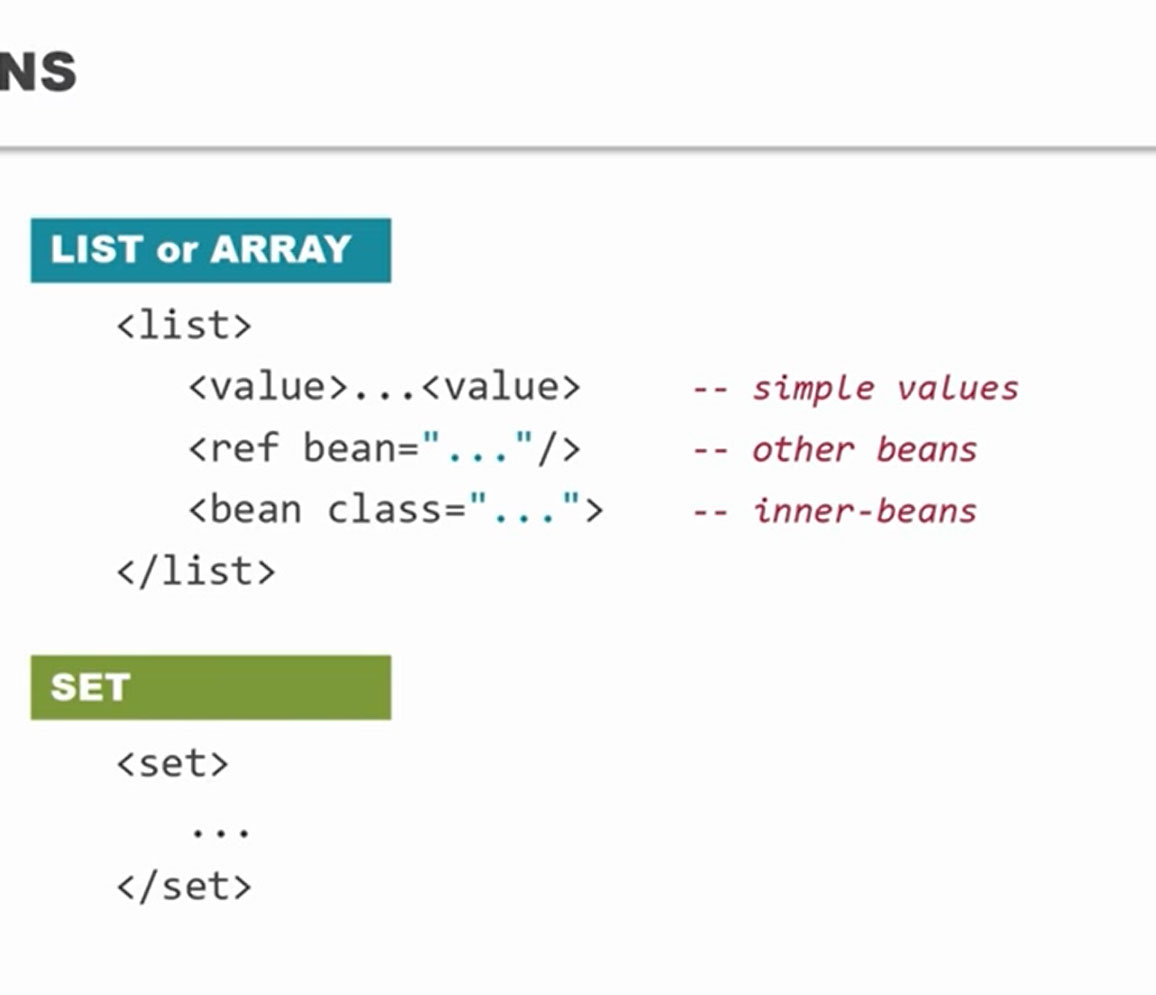 NS
LIST or ARRAY
<list>
<value>...<value> -- simple values
<ref bean="..."/> -- other beans
<bean class="..."> -- inner-beans
</list>
SET
<set>
...
</set>